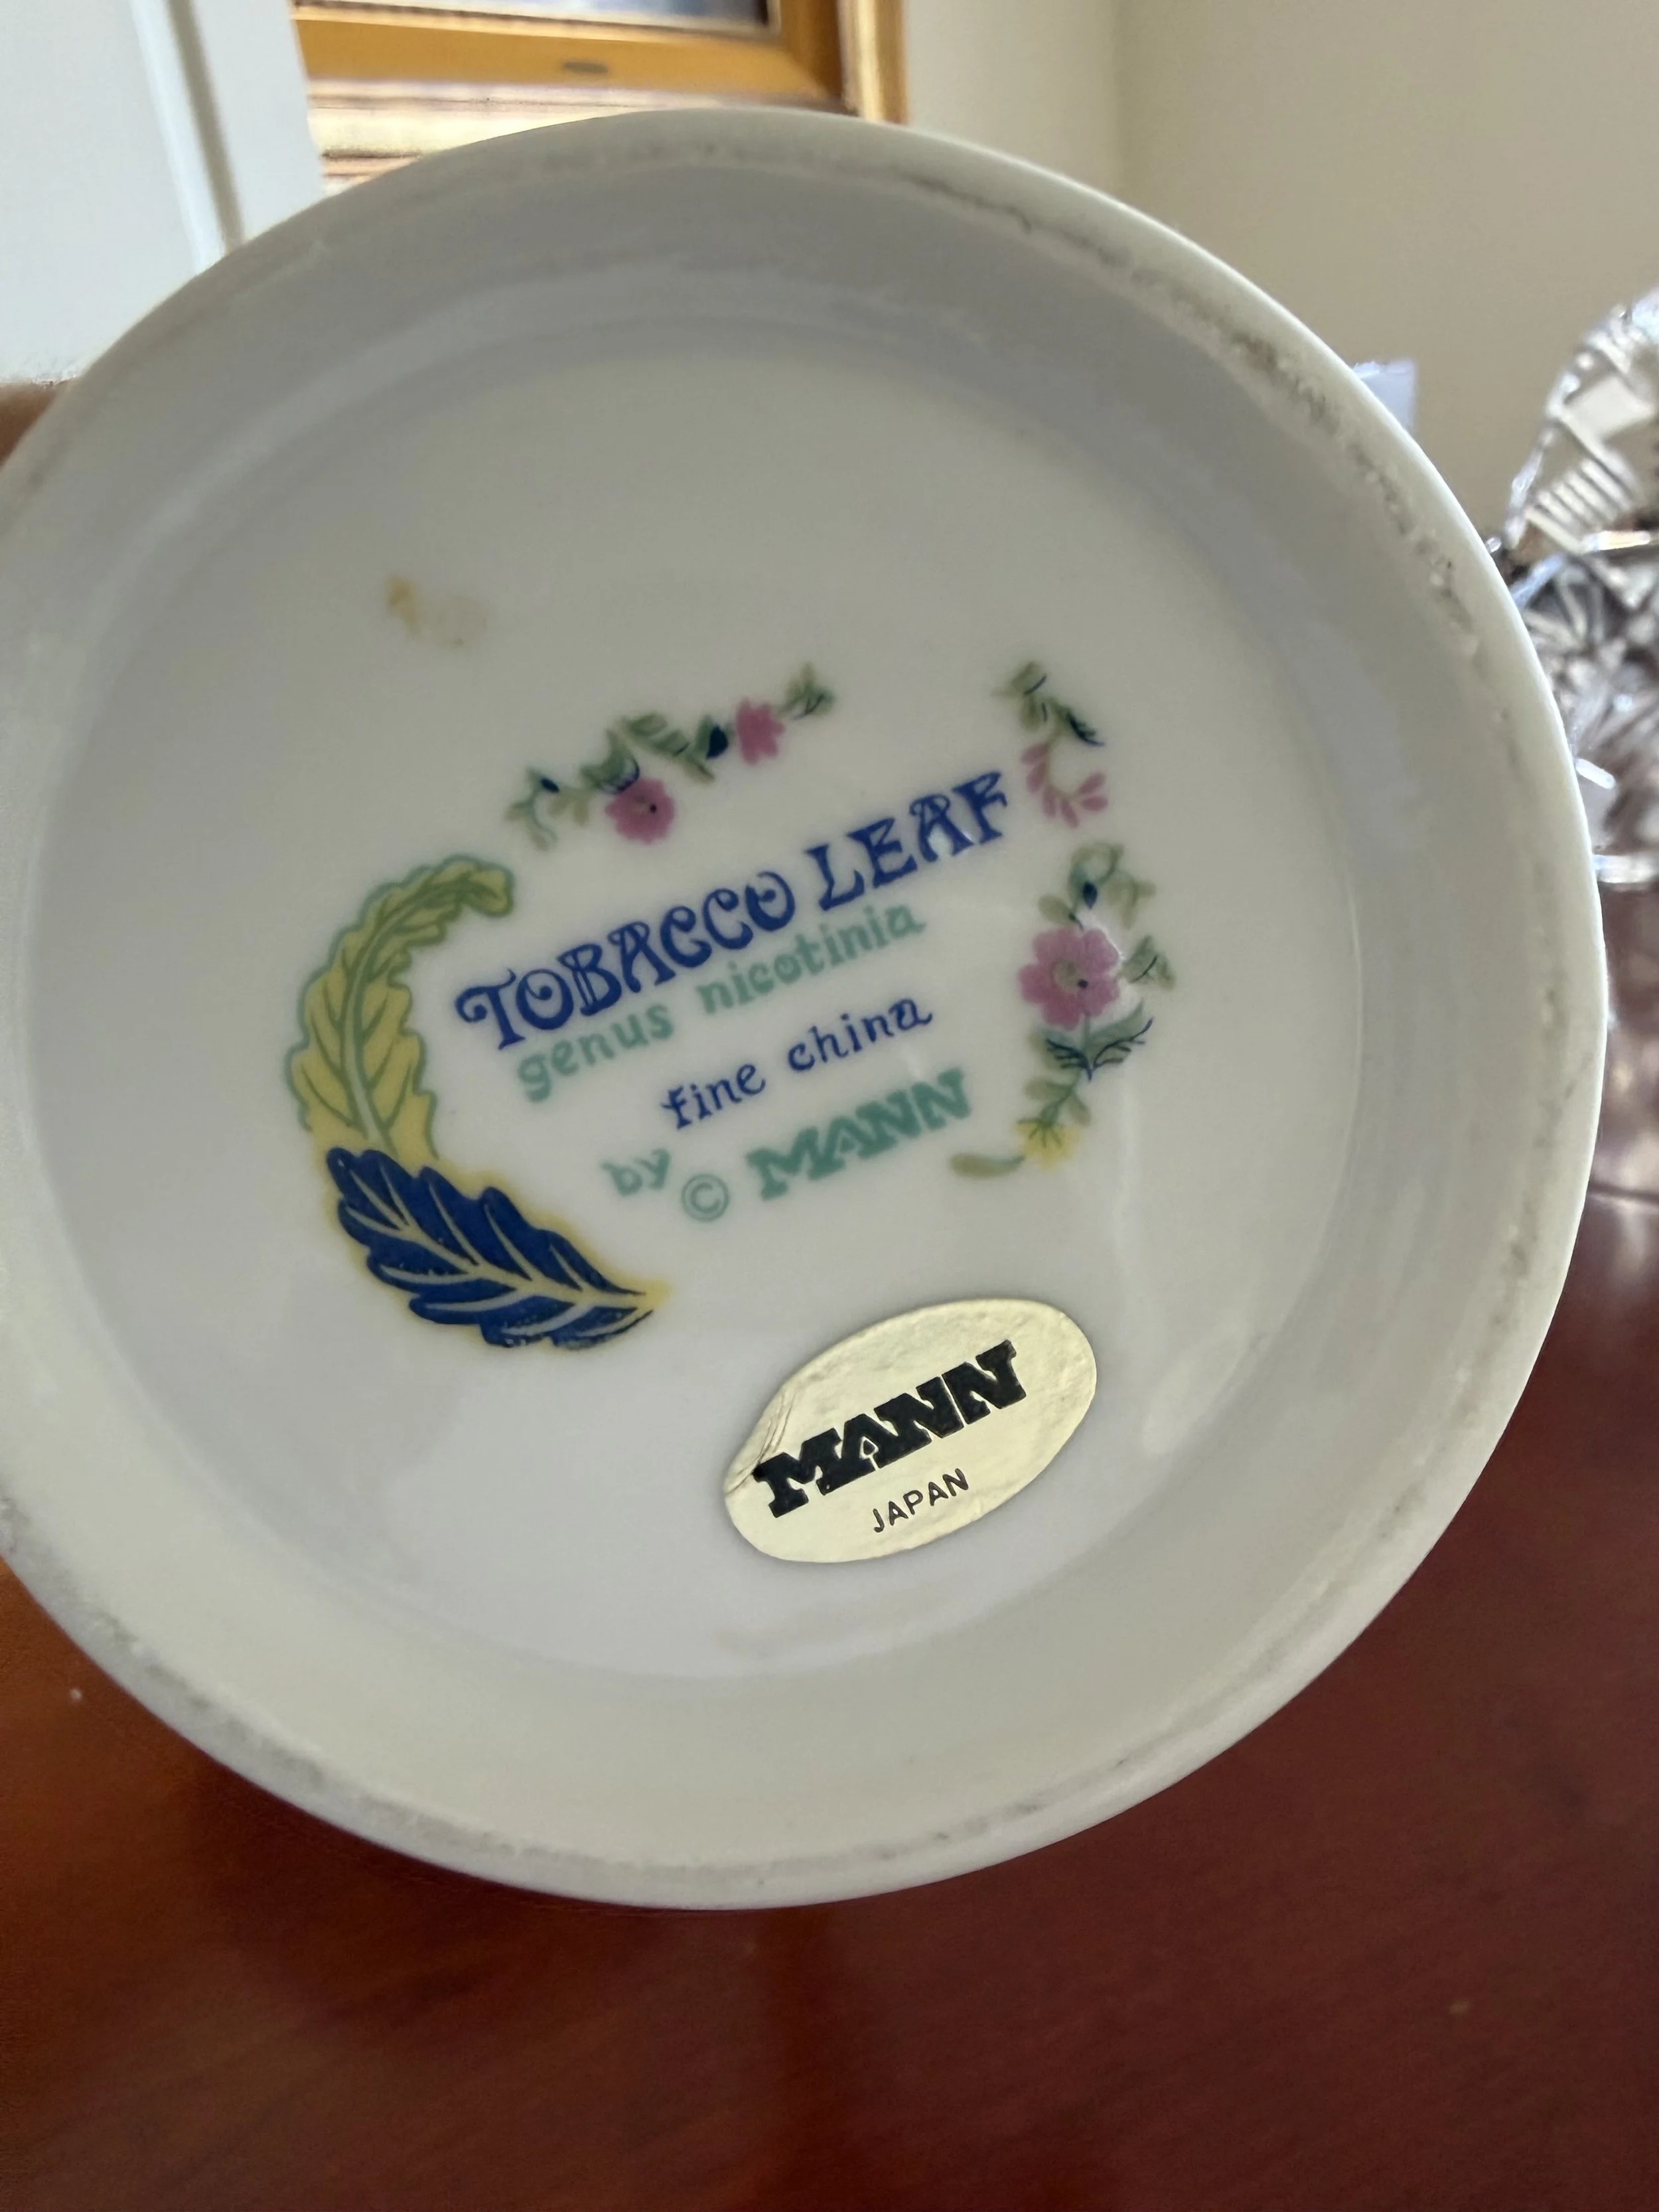 TOBACCO LEAF
genus nicotinia
fine china
by © MANN
MANN
JAPAN